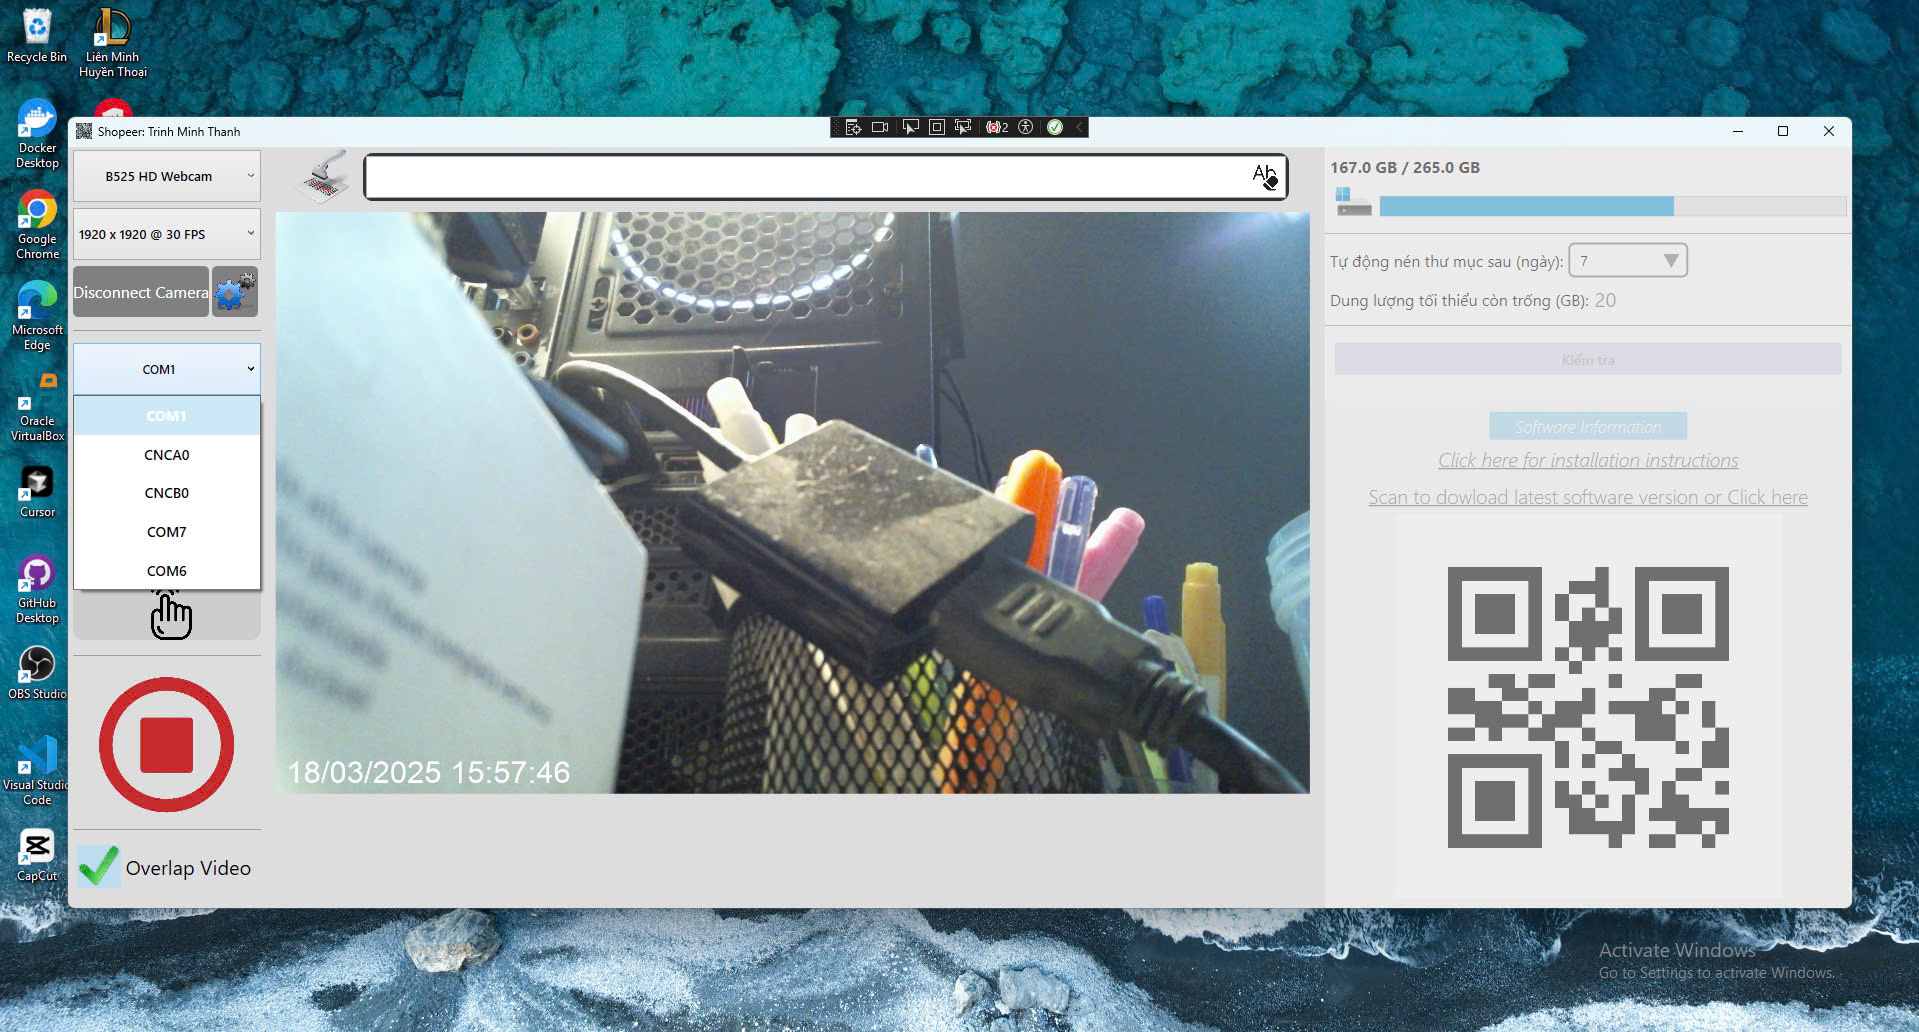 Recycle Bin
Liên Minh
Huyền Thoại
Docker
Desktop
Google
Chrome
Microsoft
Edge
Oracle
VirtualBox
Cursor
GitHub
Desktop
OBS Studio
Visual Studio
Code
CapCut
Shopeer: Trinh Minh Thanh
2
B525 HD Webcam
1920 x 1920 @ 30 FPS
Disconnect Camera
COM1
COM1
CNCA0
CNCB0
COM7
COM6
Overlap Video
Ab
18/03/2025 15:57:46
167.0 GB / 265.0 GB
Tự động nén thư mục sau (ngày): 7
Dung lượng tối thiểu còn trống (GB): 20
Kiểm tra
Software Information
Click here for installation instructions
Scan to dowload latest software version or Click here
Activate Windows
Go to Settings to activate Windows.